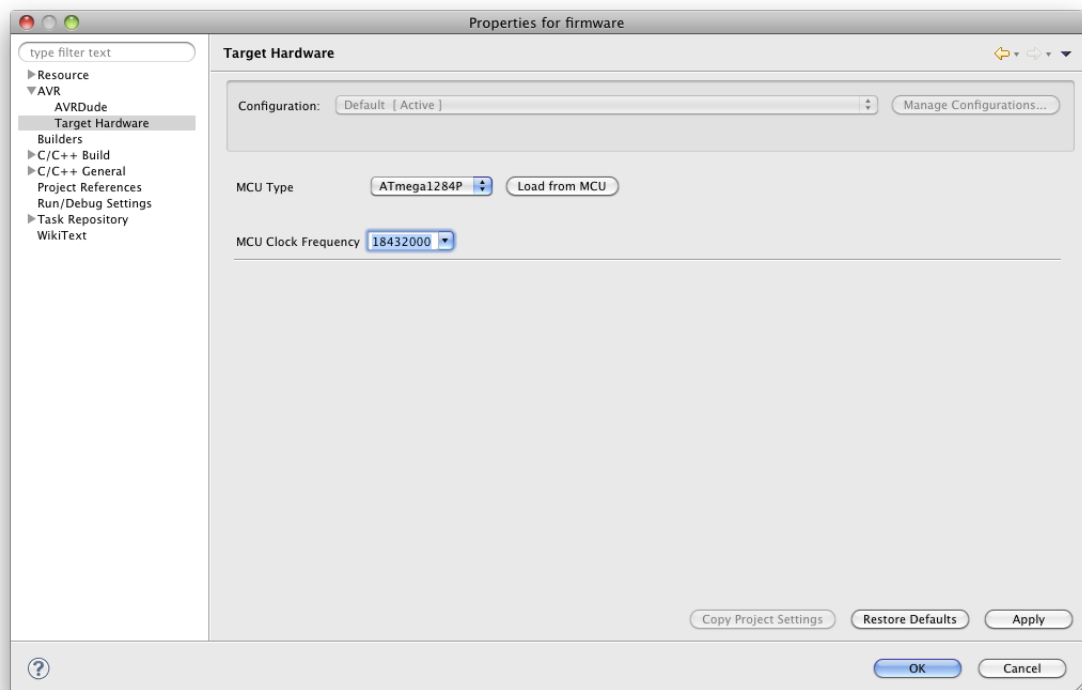 Properties for firmware
type filter text
Resource
AVR
AVRDude
Target Hardware
Builders
C/C++ Build
C/C++ General
Project References
Run/Debug Settings
Task Repository
WikiText
Target Hardware
Configuration: Default [ Active ] Manage Configurations...
MCU Type ATmega1284P Load from MCU
MCU Clock Frequency 18432000
Copy Project Settings Restore Defaults Apply
? OK Cancel